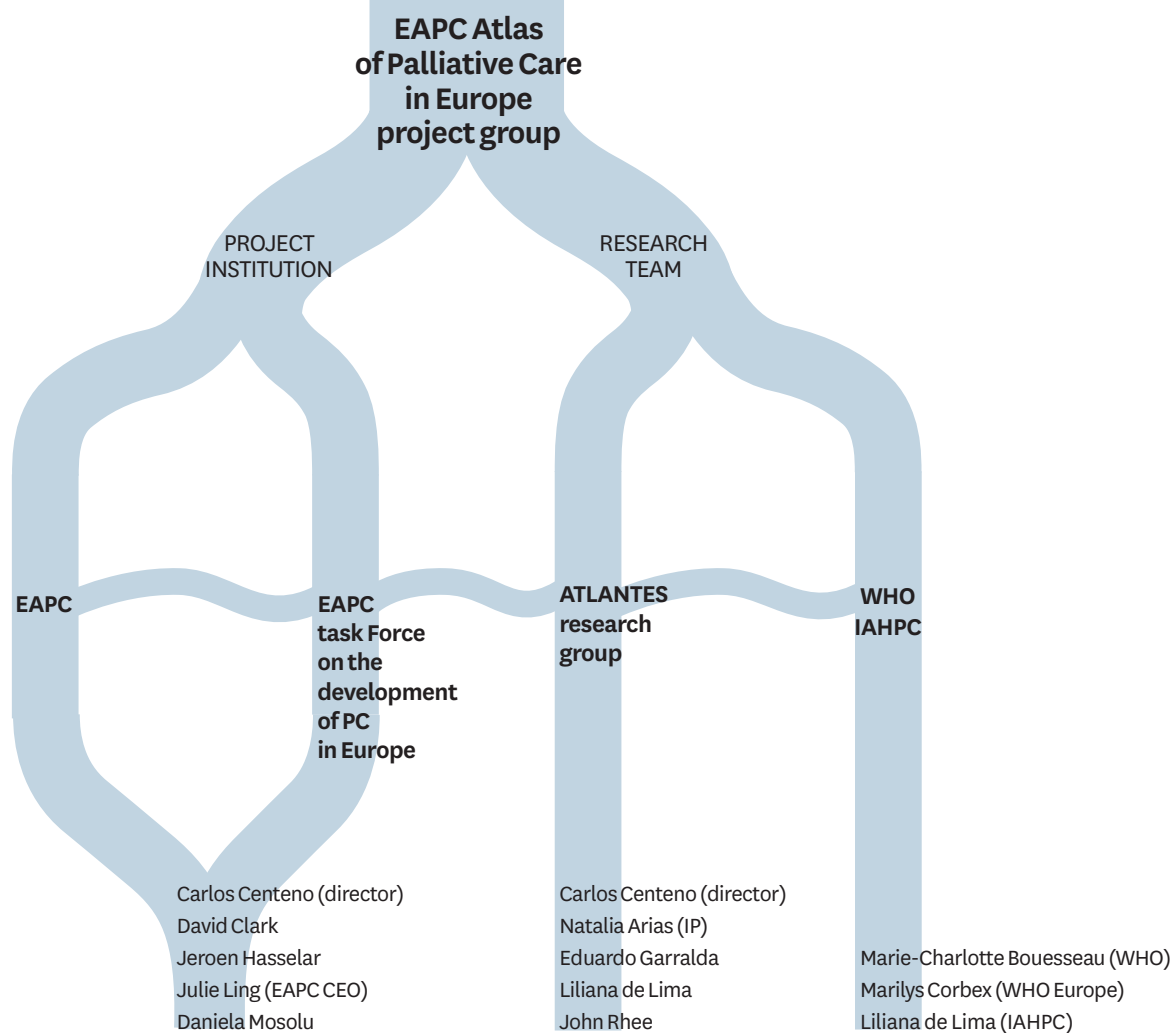 EAPC Atlas
of Palliative Care
in Europe
project group
PROJECT
INSTITUTION
RESEARCH
TEAM
EAPC
EAPC
task Force
on the
development
of PC
in Europe
ATLANTES
research
group
WHO
IAHPC
Carlos Centeno (director)
David Clark
Jeroen Hasselar
Julie Ling (EAPC CEO)
Daniela Mosolu
Carlos Centeno (director)
Natalia Arias (IP)
Eduardo Garralda
Liliana de Lima
John Rhee
Marie-Charlotte Bouesseau (WHO)
Marilys Corbex (WHO Europe)
Liliana de Lima (IAHPC)